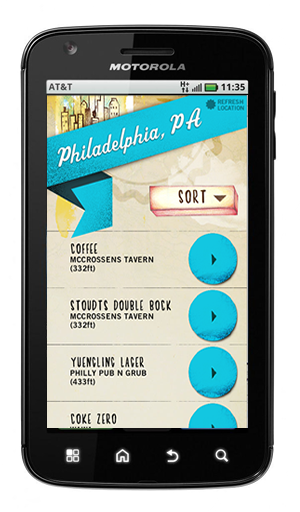 MOTOROLA
AT&T
H+
11:35
REFRESH
LOCATION
Philadelphia, PA
SORT
COFFEE
MCCROSSENS TAVERN
(332ft)
STOUDTS DOUBLE BOCK
MCCROSSENS TAVERN
(332ft)
YUENGLING LAGER
PHILLY PUB N GRUB
(433ft)
COKE ZERO